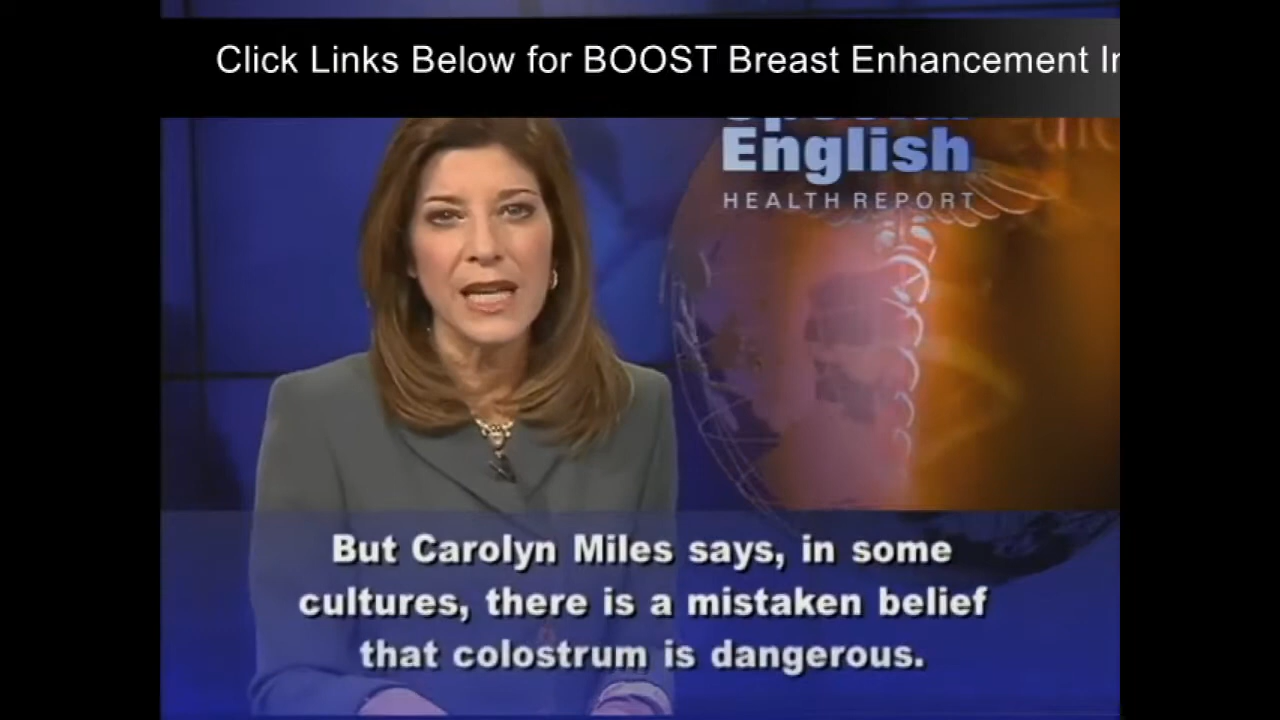 Click Links Below for BOOST Breast Enhancement
Special
English
HEALTH REPORT
But Carolyn Miles says, in some
cultures, there is a mistaken belief
that colostrum is dangerous.